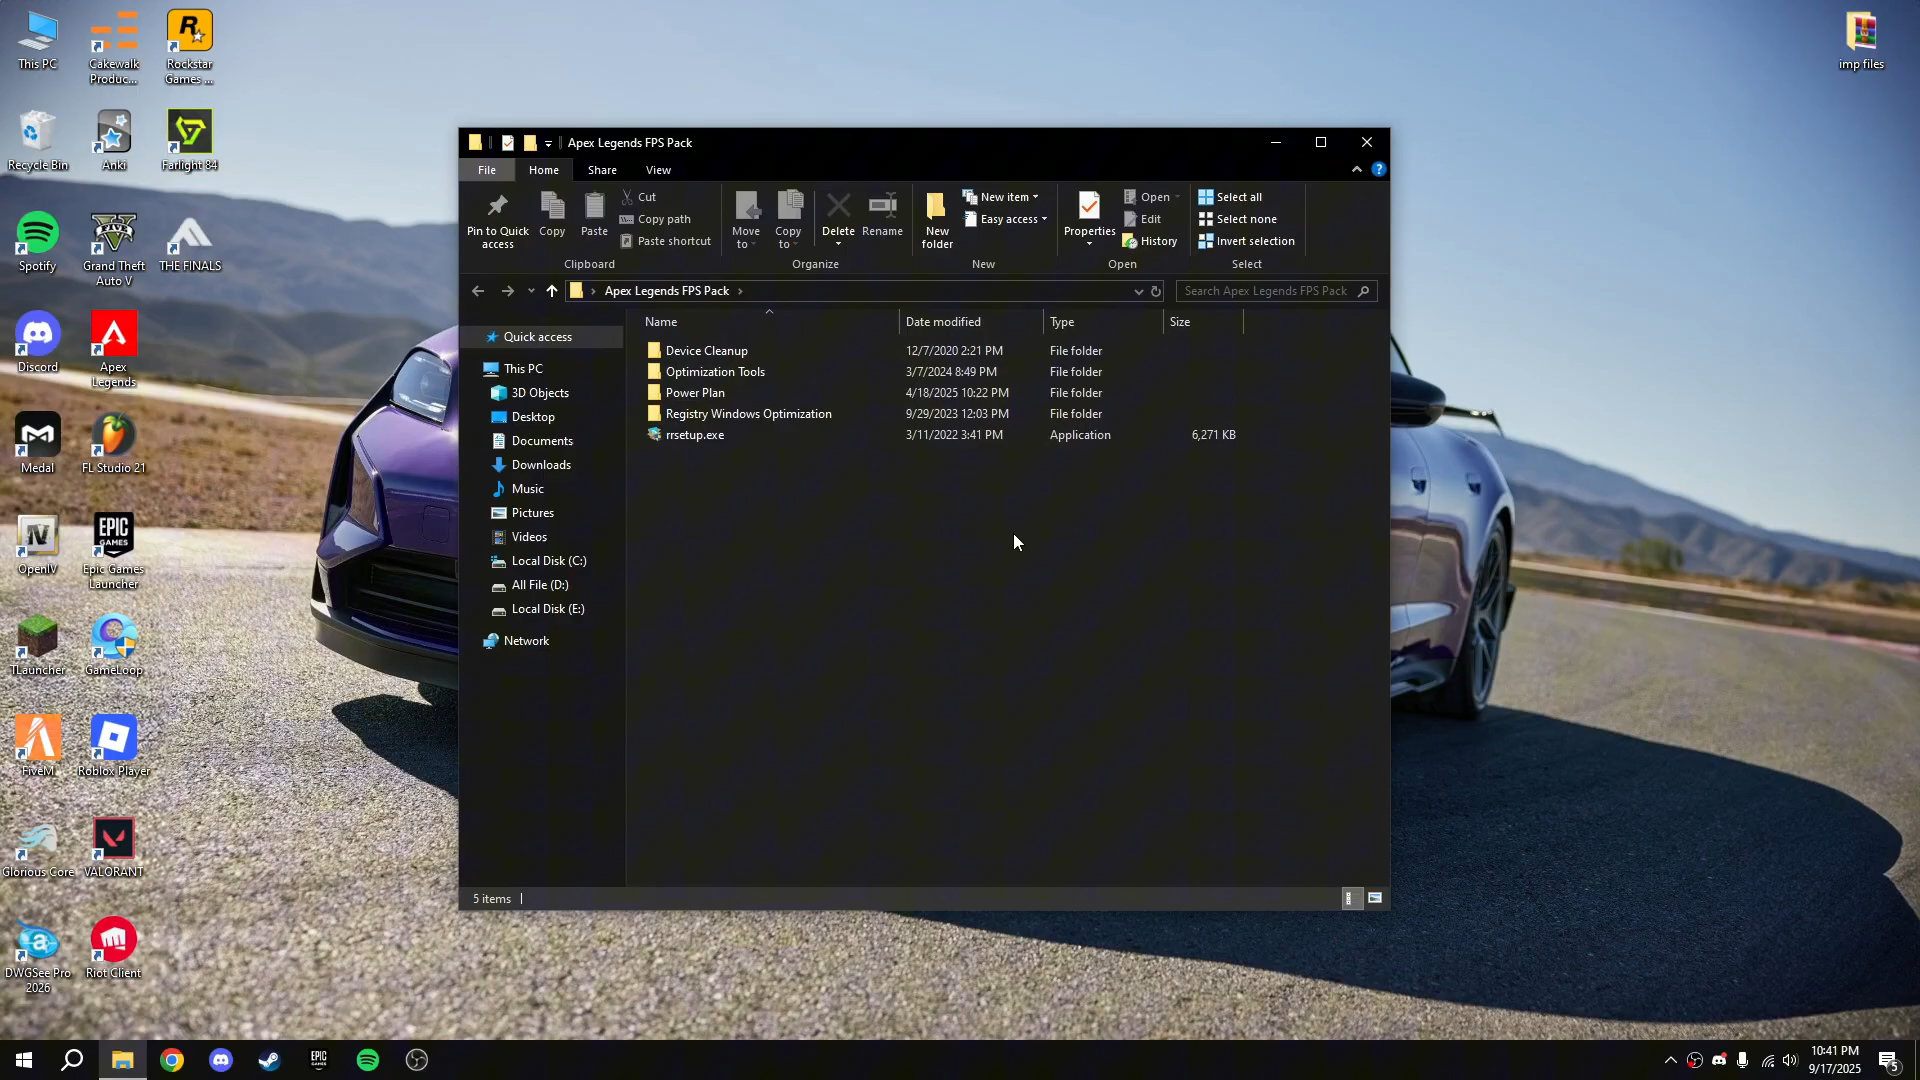 This PC
Cakewalk
Produc...
Rockstar
Games ...
imp files
Recycle Bin
Anki
Farlight 84
Spotify
Grand Theft
Auto V
THE FINALS
Discord
Apex
Legends
Medal
FL Studio 21
OpenIV
EPIC
GAMES
Epic Games
Launcher
TLauncher
GameLoop
FiveM
Roblox Player
Glorious Core
VALORANT
DWGSee Pro
2026
Riot Client
Apex Legends FPS Pack
File
Home
Share
View
Pin to Quick
access
Copy
Paste
Cut
Copy path
Paste shortcut
Clipboard
Move
to
Copy
to
Delete
Rename
Organize
New
folder
New item
Easy access
New
Properties
Open
Edit
History
Open
Select all
Select none
Invert selection
Select
Apex Legends FPS Pack
Search Apex Legends FPS Pack
Quick access
This PC
3D Objects
Desktop
Documents
Downloads
Music
Pictures
Videos
Local Disk (C:)
All File (D:)
Local Disk (E:)
Network
Name Date modified Type Size
Device Cleanup 12/7/2020 2:21 PM File folder
Optimization Tools 3/7/2024 8:49 PM File folder
Power Plan 4/18/2025 10:22 PM File folder
Registry Windows Optimization 9/29/2023 12:03 PM File folder
rrsetup.exe 3/11/2022 3:41 PM Application 6,271 KB
5 items
EPIC
10:41 PM
9/17/2025
5